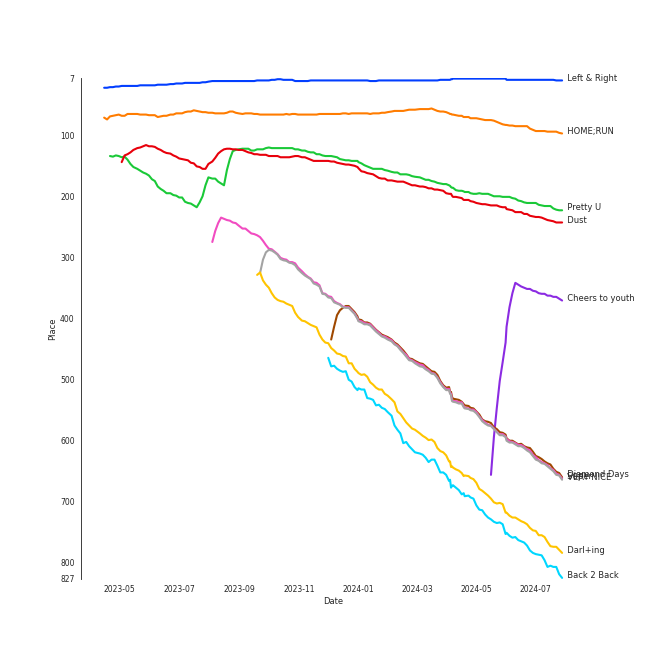 7
100
200
300
400
500
600
700
800
827
Place
2023-05
2023-07
2023-09
2023-11
2024-01
2024-03
2024-05
2024-07
Date
Left & Right
HOME;RUN
Pretty U
Dust
Cheers to youth
Diamond Days
VERY NICE
Darl+ing
Back 2 Back